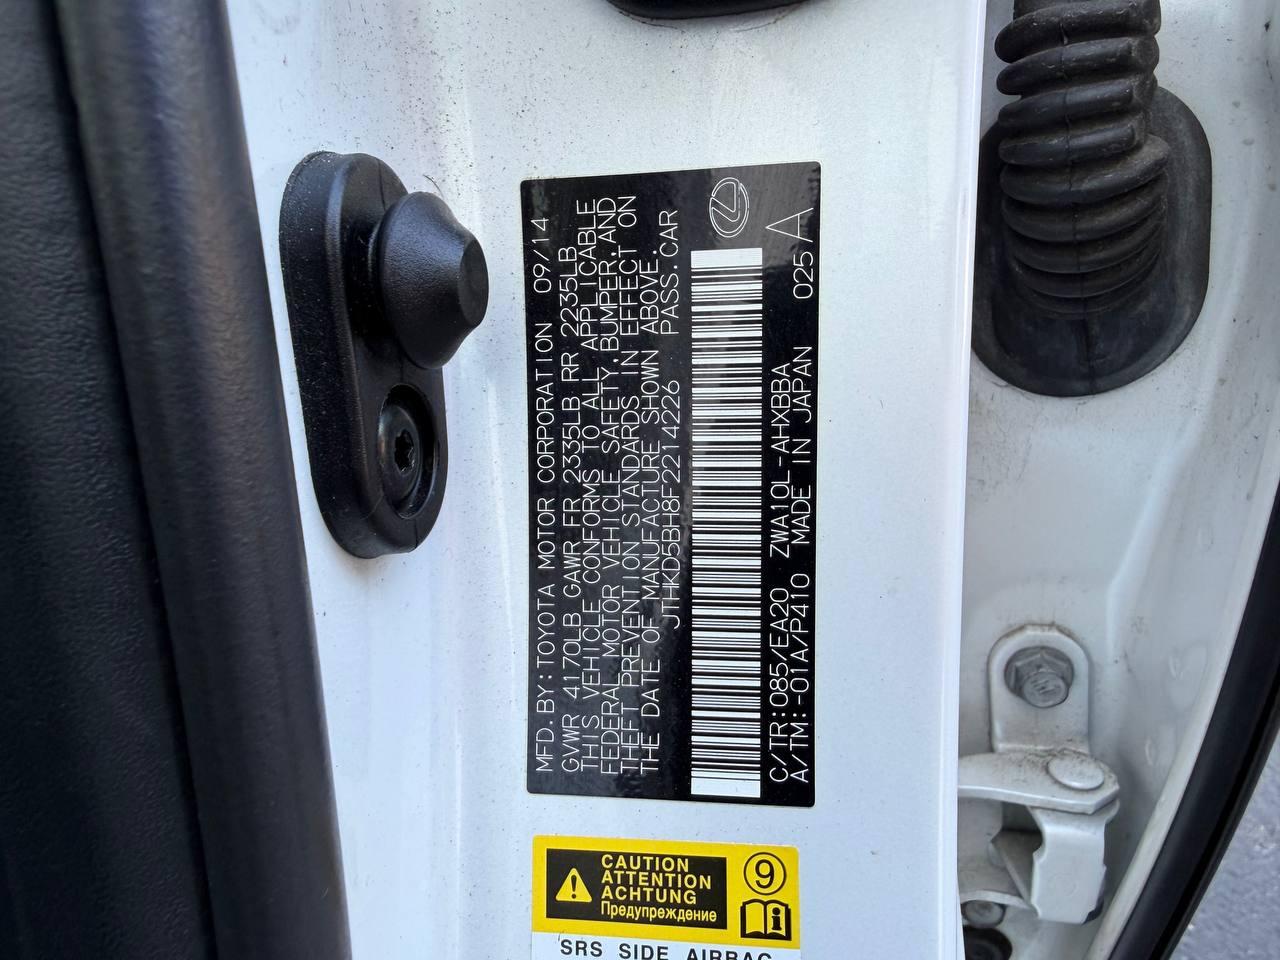 MFD.BY:TOYOTA MOTOR CORPORATION 09/14
GVWR 4170LB GAWR FR 2335LB RR 2235LB
THIS VEHICLE CONFORMS TO ALL APPLICABLE
FEDERAL MOTOR VEHICLE SAFETY,BUMPER,AND
THEFT PREVENTION STANDARDS IN EFFECT ON
THE DATE OF MANUFACTURE SHOWN ABOVE.
JTHKD5BH8F2214226 PASS.CAR
C/TR:085/EA20 ZWA10L-AHXBBA
A/TM:-01A/P410 MADE IN JAPAN 025 A
CAUTION
ATTENTION
ACHTUNG
Предупреждение
9
i
SRS SIDE AIRBAG